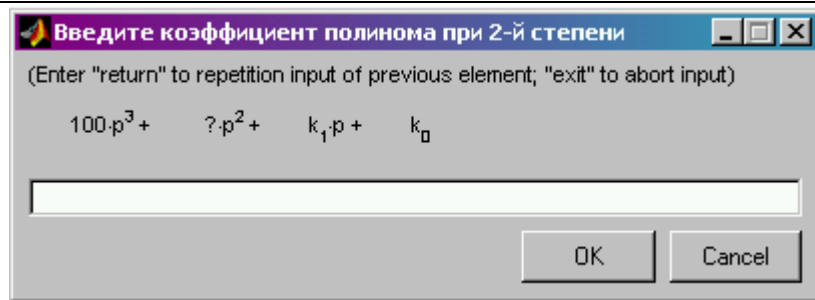 Введите коэффициент полинома при 2-й степени
(Enter "return" to repetition input of previous element; "exit" to abort input)
100·p³ + ?·p² + k₁·p + k₀
OK Cancel